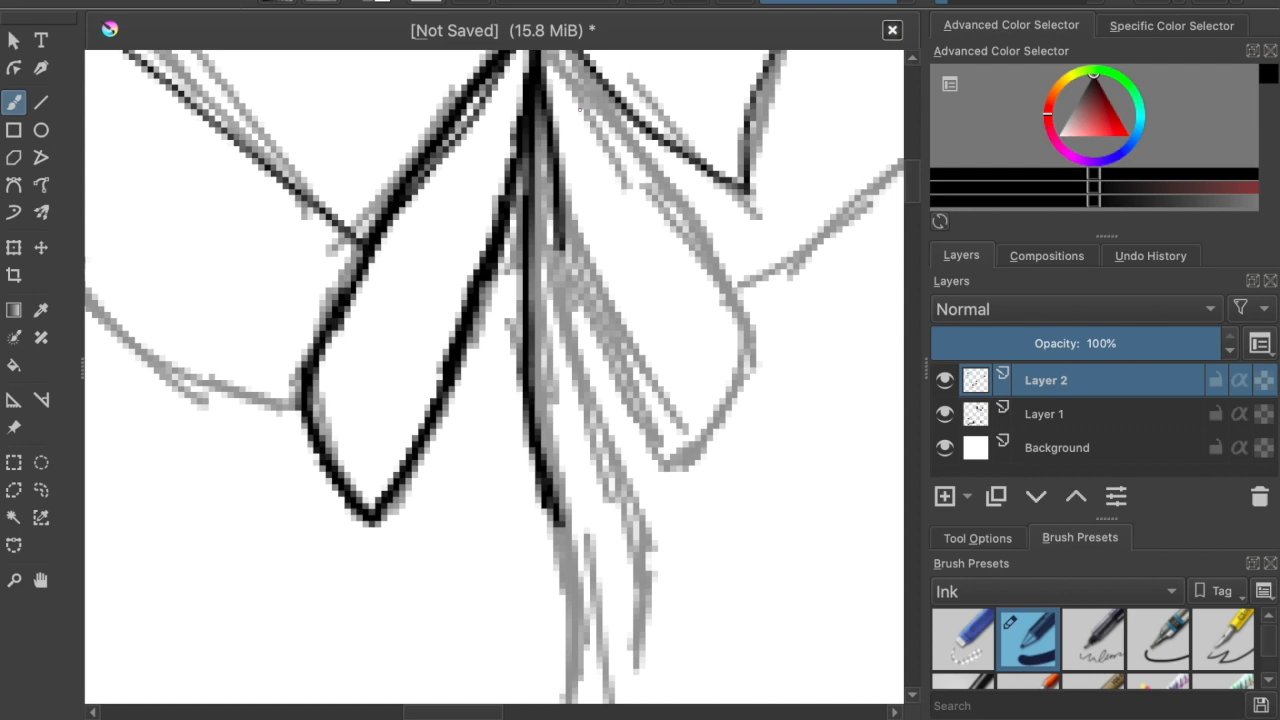 [Not Saved] (15.8 MiB) *
Advanced Color Selector
Specific Color Selector
Advanced Color Selector
Layers
Compositions
Undo History
Layers
Normal
Opacity: 100%
Layer 2
Layer 1
Background
Tool Options
Brush Presets
Brush Presets
Ink
Tag
Search